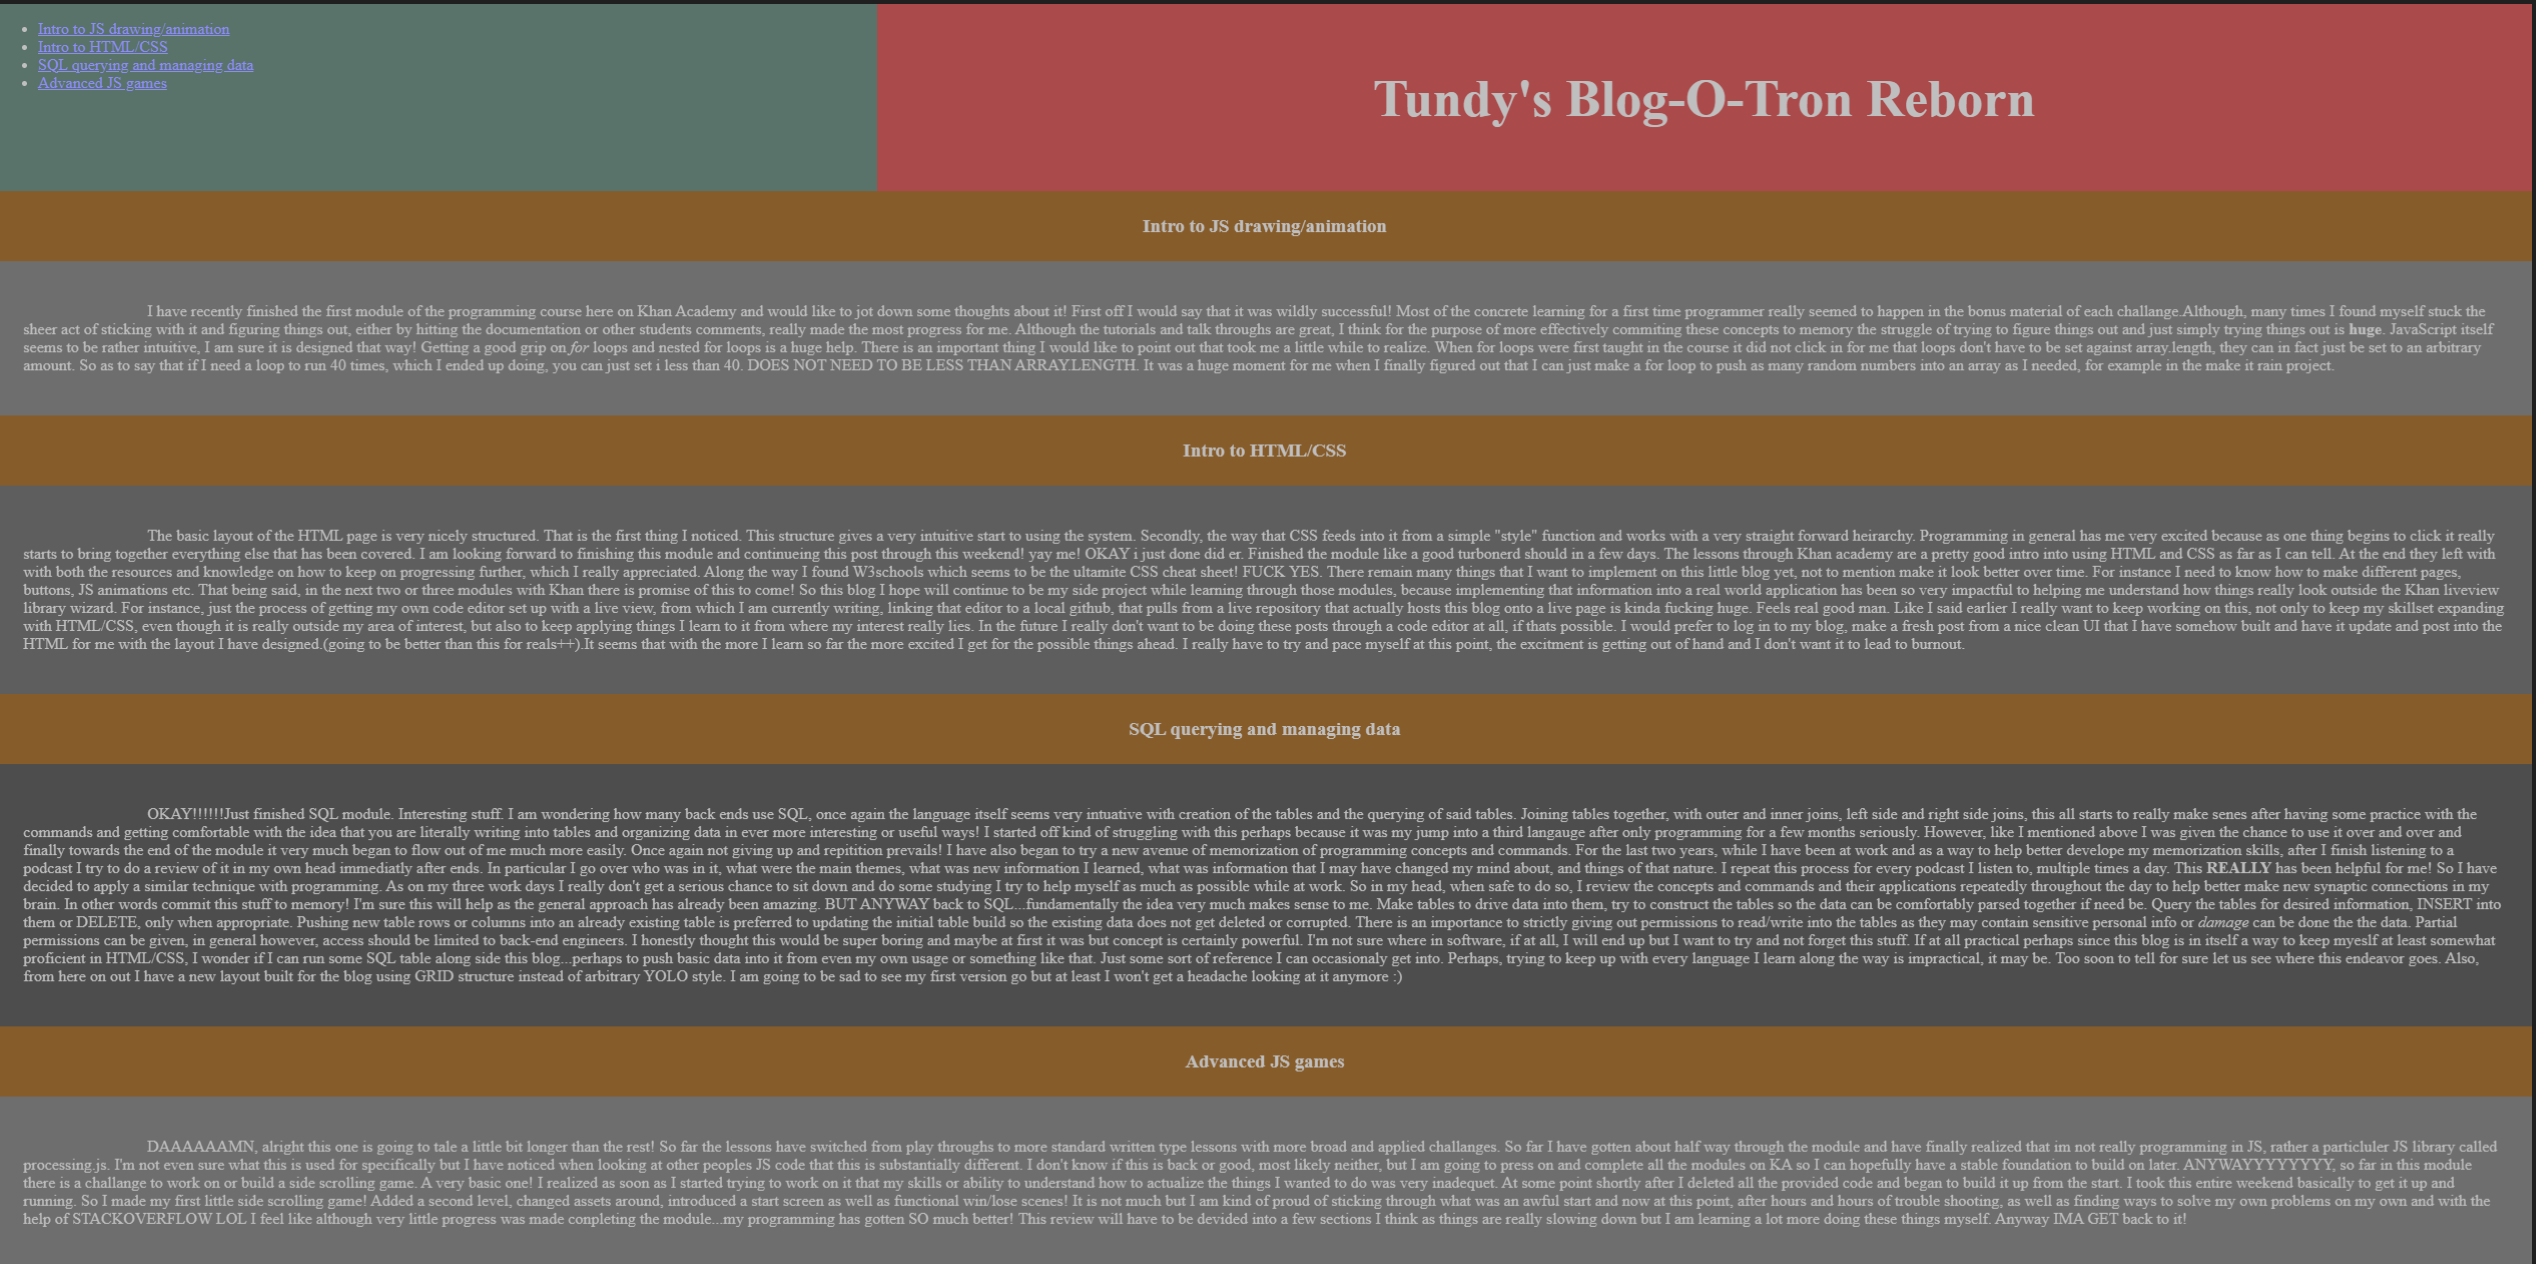 Intro to JS drawing/animation
Intro to HTML/CSS
SQL querying and managing data
Advanced JS games
Tundy's Blog-O-Tron Reborn
Intro to JS drawing/animation
I have recently finished the first module of the programming course here on Khan Academy and would like to jot down some thoughts about it! First off I would say that it was wildly successful! Most of the concrete learning for a first time programmer really seemed to happen in the bonus material of each challange.Although, many times I found myself stuck the
sheer act of sticking with it and figuring things out, either by hitting the documentation or other students comments, really made the most progress for me. Although the tutorials and talk throughs are great, I think for the purpose of more effectively commiting these concepts to memory the struggle of trying to figure things out and just simply trying things out is huge. JavaScript itself
seems to be rather intuitive, I am sure it is designed that way! Getting a good grip on for loops and nested for loops is a huge help. There is an important thing I would like to point out that took me a little while to realize. When for loops were first taught in the course it did not click in for me that loops don't have to be set against array.length, they can in fact just be set to an arbitrary
amount. So as to say that if I need a loop to run 40 times, which I ended up doing, you can just set i less than 40. DOES NOT NEED TO BE LESS THAN ARRAY.LENGTH. It was a huge moment for me when I finally figured out that I can just make a for loop to push as many random numbers into an array as I needed, for example in the make it rain project.
Intro to HTML/CSS
The basic layout of the HTML page is very nicely structured. That is the first thing I noticed. This structure gives a very intuitive start to using the system. Secondly, the way that CSS feeds into it from a simple "style" function and works with a very straight forward heirarchy. Programming in general has me very excited because as one thing begins to click it really
starts to bring together everything else that has been covered. I am looking forward to finishing this module and continueing this post through this weekend! yay me! OKAY i just done did er. Finished the module like a good turbonerd should in a few days. The lessons through Khan academy are a pretty good intro into using HTML and CSS as far as I can tell. At the end they left with
with both the resources and knowledge on how to keep on progressing further, which I really appreciated. Along the way I found W3schools which seems to be the ultamite CSS cheat sheet! FUCK YES. There remain many things that I want to implement on this little blog yet, not to mention make it look better over time. For instance I need to know how to make different pages,
buttons, JS animations etc. That being said, in the next two or three modules with Khan there is promise of this to come! So this blog I hope will continue to be my side project while learning through those modules, because implementing that information into a real world application has been so very impactful to helping me understand how things really look outside the Khan liveview
library wizard. For instance, just the process of getting my own code editor set up with a live view, from which I am currently writing, linking that editor to a local github, that pulls from a live repository that actually hosts this blog onto a live page is kinda fucking huge. Feels real good man. Like I said earlier I really want to keep working on this, not only to keep my skillset expanding
with HTML/CSS, even though it is really outside my area of interest, but also to keep applying things I learn to it from where my interest really lies. In the future I really don't want to be doing these posts through a code editor at all, if thats possible. I would prefer to log in to my blog, make a fresh post from a nice clean UI that I have somehow built and have it update and post into the
HTML for me with the layout I have designed.(going to be better than this for reals++).It seems that with the more I learn so far the more excited I get for the possible things ahead. I really have to try and pace myself at this point, the excitment is getting out of hand and I don't want it to lead to burnout.
SQL querying and managing data
OKAY!!!!!!Just finished SQL module. Interesting stuff. I am wondering how many back ends use SQL, once again the language itself seems very intuative with creation of the tables and the querying of said tables. Joining tables together, with outer and inner joins, left side and right side joins, this all starts to really make senes after having some practice with the
commands and getting comfortable with the idea that you are literally writing into tables and organizing data in ever more interesting or useful ways! I started off kind of struggling with this perhaps because it was my jump into a third langauge after only programming for a few months seriously. However, like I mentioned above I was given the chance to use it over and over and
finally towards the end of the module it very much began to flow out of me much more easily. Once again not giving up and repitition prevails! I have also began to try a new avenue of memorization of programming concepts and commands. For the last two years, while I have been at work and as a way to help better develope my memorization skills, after I finish listening to a
podcast I try to do a review of it in my own head immediatly after ends. In particular I go over who was in it, what were the main themes, what was new information I learned, what was information that I may have changed my mind about, and things of that nature. I repeat this process for every podcast I listen to, multiple times a day. This REALLY has been helpful for me! So I have
decided to apply a similar technique with programming. As on my three work days I really don't get a serious chance to sit down and do some studying I try to help myself as much as possible while at work. So in my head, when safe to do so, I review the concepts and commands and their applications repeatedly throughout the day to help better make new synaptic connections in my
brain. In other words commit this stuff to memory! I'm sure this will help as the general approach has already been amazing. BUT ANYWAY back to SQL...fundamentally the idea very much makes sense to me. Make tables to drive data into them, try to construct the tables so the data can be comfortably parsed together if need be. Query the tables for desired information, INSERT into
them or DELETE, only when appropriate. Pushing new table rows or columns into an already existing table is preferred to updating the initial table build so the existing data does not get deleted or corrupted. There is an importance to strictly giving out permissions to read/write into the tables as they may contain sensitive personal info or damage can be done the the data. Partial
permissions can be given, in general however, access should be limited to back-end engineers. I honestly thought this would be super boring and maybe at first it was but concept is certainly powerful. I'm not sure where in software, if at all, I will end up but I want to try and not forget this stuff. If at all practical perhaps since this blog is in itself a way to keep myeslf at least somewhat
proficient in HTML/CSS, I wonder if I can run some SQL table along side this blog...perhaps to push basic data into it from even my own usage or something like that. Just some sort of reference I can occasionaly get into. Perhaps, trying to keep up with every language I learn along the way is impractical, it may be. Too soon to tell for sure let us see where this endeavor goes. Also,
from here on out I have a new layout built for the blog using GRID structure instead of arbitrary YOLO style. I am going to be sad to see my first version go but at least I won't get a headache looking at it anymore :)
Advanced JS games
DAAAAAAMN, alright this one is going to tale a little bit longer than the rest! So far the lessons have switched from play throughs to more standard written type lessons with more broad and applied challanges. So far I have gotten about half way through the module and have finally realized that im not really programming in JS, rather a particluler JS library called
processing.js. I'm not even sure what this is used for specifically but I have noticed when looking at other peoples JS code that this is substantially different. I don't know if this is back or good, most likely neither, but I am going to press on and complete all the modules on KA so I can hopefully have a stable foundation to build on later. ANYWAYYYYYYYY, so far in this module
there is a challange to work on or build a side scrolling game. A very basic one! I realized as soon as I started trying to work on it that my skills or ability to understand how to actualize the things I wanted to do was very inadequet. At some point shortly after I deleted all the provided code and began to build it up from the start. I took this entire weekend basically to get it up and
running. So I made my first little side scrolling game! Added a second level, changed assets around, introduced a start screen as well as functional win/lose scenes! It is not much but I am kind of proud of sticking through what was an awful start and now at this point, after hours and hours of trouble shooting, as well as finding ways to solve my own problems on my own and with the
help of STACKOVERFLOW LOL I feel like although very little progress was made conpleting the module...my programming has gotten SO much better! This review will have to be devided into a few sections I think as things are really slowing down but I am learning a lot more doing these things myself. Anyway IMA GET back to it!